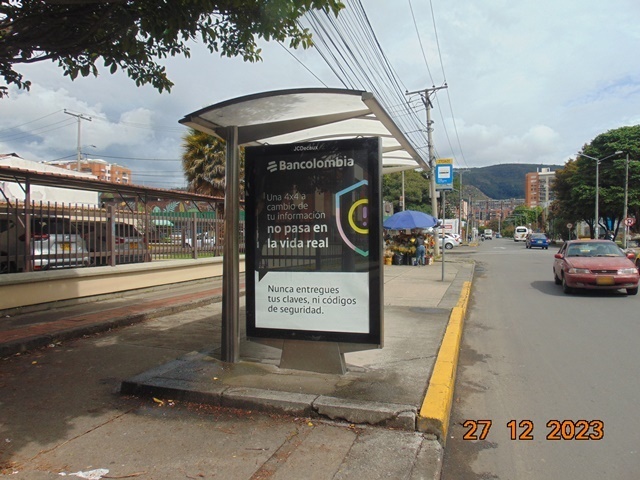 JCDecaux
Bancolombia
Una 4x4 a
cambio de
tu información
no pasa en
la vida real
Nunca entregues
tus claves, ni códigos
de seguridad.
27 12 2023